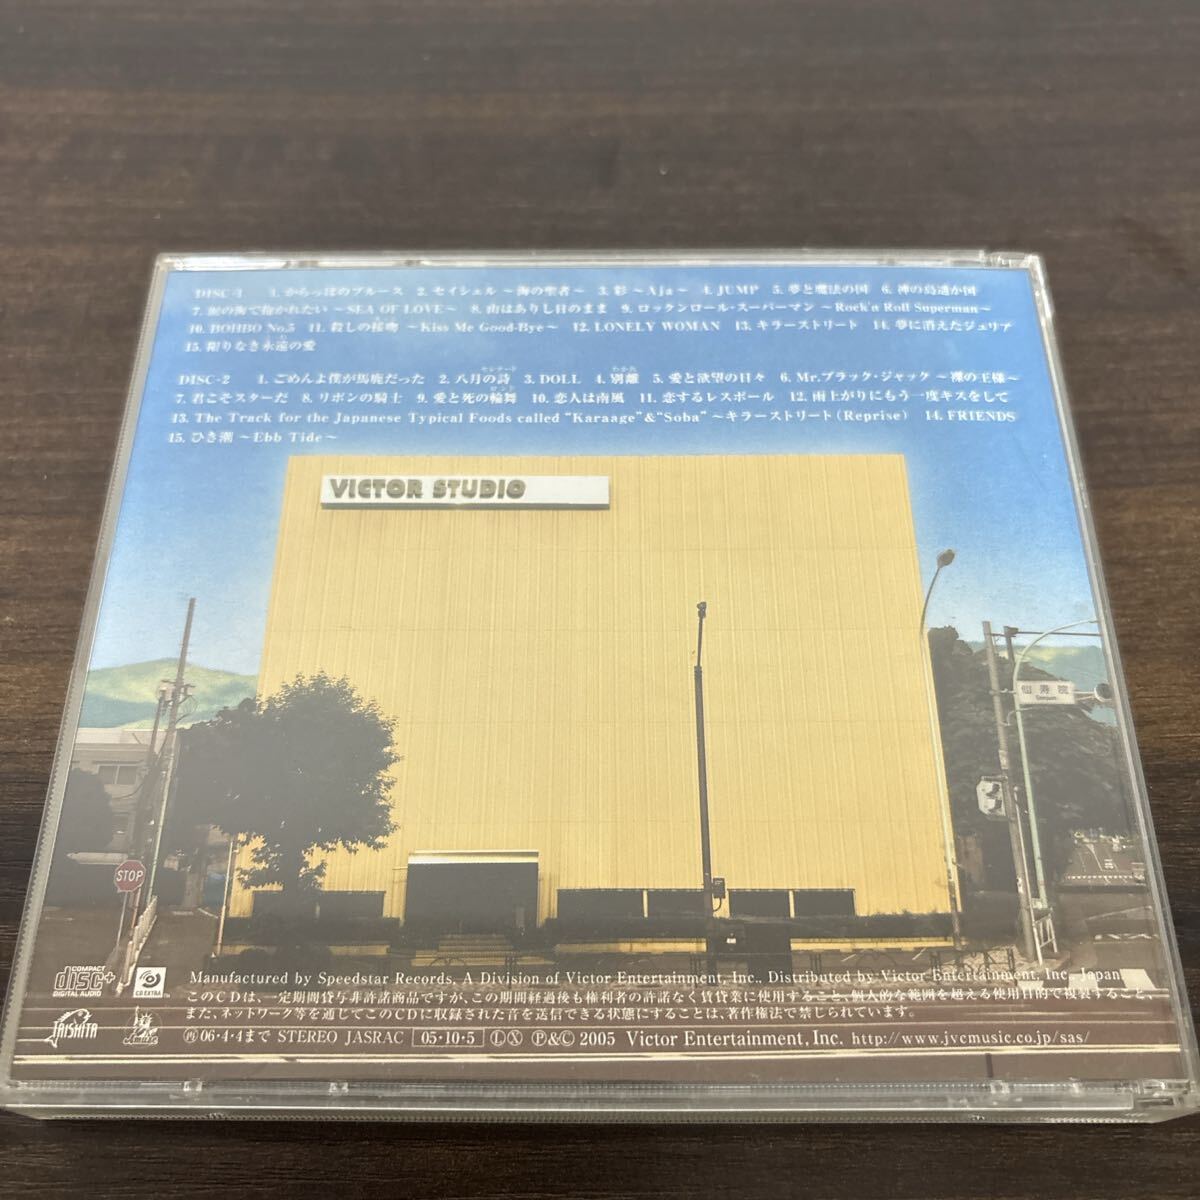 DISC-1 1. からっぽのブルース 2. セイシェル ～海の聖者～ 3. 彩 ～Aja～ 4. JUMP 5. 夢と魔法の国 6. 神の島遥か国
7. 涙の海で抱かれたい ～SEA OF LOVE～ 8. 山はありし日のまま 9. ロックンロール・スーパーマン ～Rock'n Roll Superman～
10. BOHBO No.5 11. 殺しの接吻 ～Kiss Me Good-Bye～ 12. LONELY WOMAN 13. キラーストリート 14. 夢に消えたジュリア
15. 限りなき永遠の愛
セレナード わかれ
DISC-2 1. ごめんよ僕が馬鹿だった 2. 八月の詩 3. DOLL 4. 別離 5. 愛と欲望の日々 6. Mr.ブラック・ジャック ～裸の王様～
ロンド
7. 君こそスターだ 8. リボンの騎士 9. 愛と死の輪舞 10. 恋人は南風 11. 恋するレスポール 12. 雨上がりにもう一度キスをして
13. The Track for the Japanese Typical Foods called "Karaage" & "Soba" ～キラーストリート (Reprise) 14. FRIENDS
15. ひき潮 ～Ebb Tide～
VICTOR STUDIO
仙寿院
Senjuin
STOP
COMPACT
disc+
DIGITAL AUDIO
CD EXTRA
Manufactured by Speedstar Records, A Division of Victor Entertainment, Inc., Distributed by Victor Entertainment, Inc., Japan
このCDは、一定期間貸与非許諾商品ですが、この期間経過後も権利者の許諾なく賃貸業に使用すること、個人的な範囲を超える使用目的で複製すること、
また、ネットワーク等を通じてこのCDに収録された音を送信できる状態にすることは、著作権法で禁じられています。
TAISHITA
再 06・4・4まで STEREO JASRAC 05・10・5 L X P&C 2005 Victor Entertainment, Inc. http://www.jvcmusic.co.jp/sas/